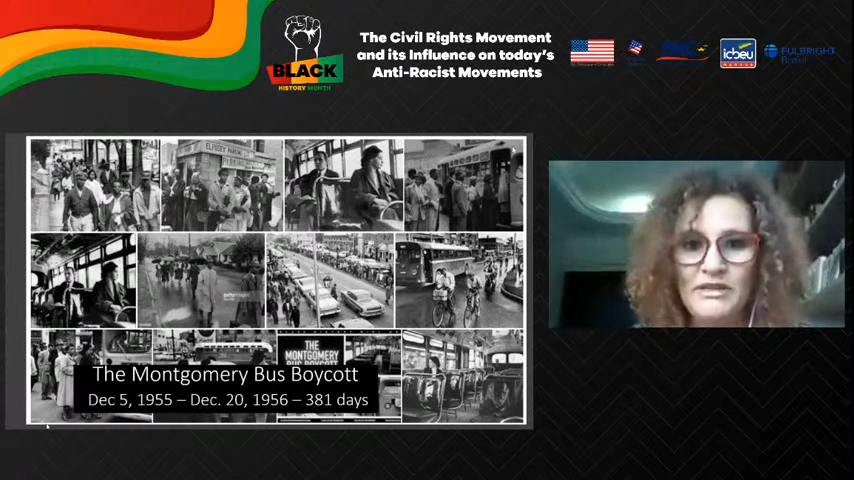 BLACK
HISTORY MONTH
The Civil Rights Movement
and its Influence on today's
Anti-Racist Movements
icbeu
FULBRIGHT
Brasil
THE
MONTGOMERY
BUS BOYCOTT
The Montgomery Bus Boycott
Dec 5, 1955 – Dec. 20, 1956 – 381 days